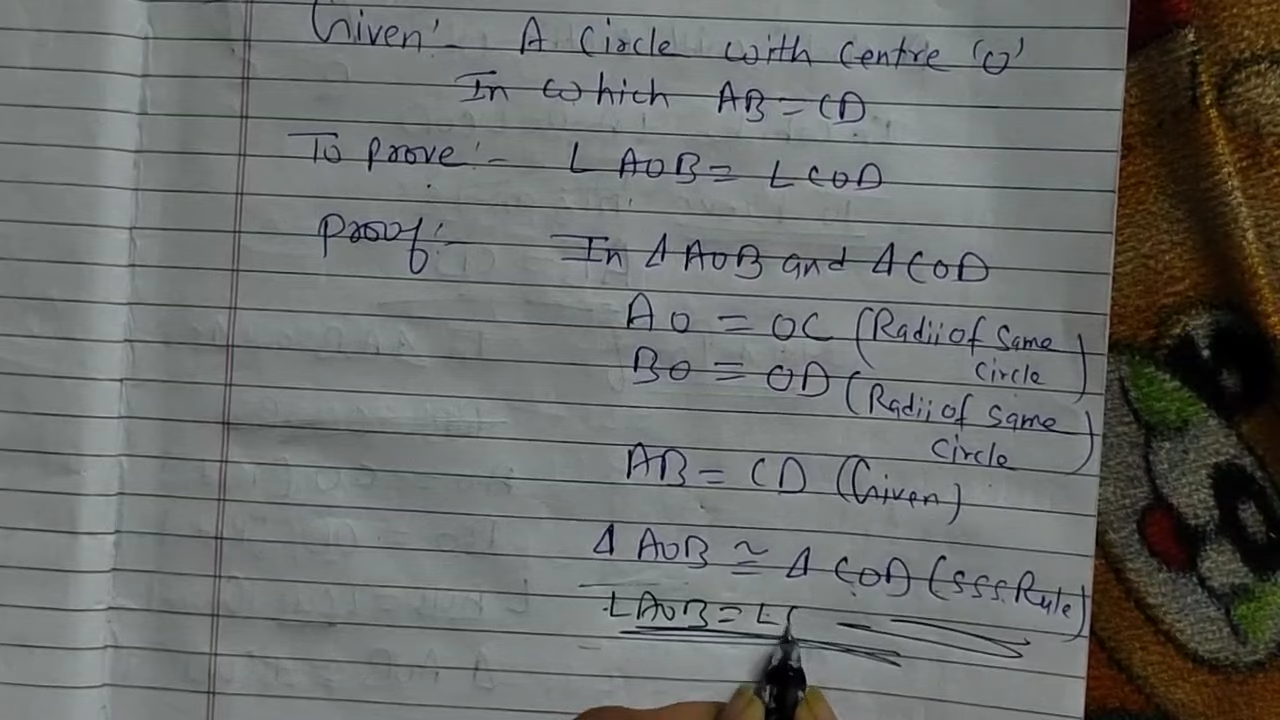 Given:- A Circle with Centre 'O'
In which AB = CD
To Prove:- ∠AOB = ∠COD
Proof:- In ΔAOB and ΔCOD
AO = OC (Radii of Same
Circle)
BO = OD (Radii of Same
Circle)
AB = CD (Given)
ΔAOB ≅ ΔCOD (SSS Rule)
∠AOB = ∠C